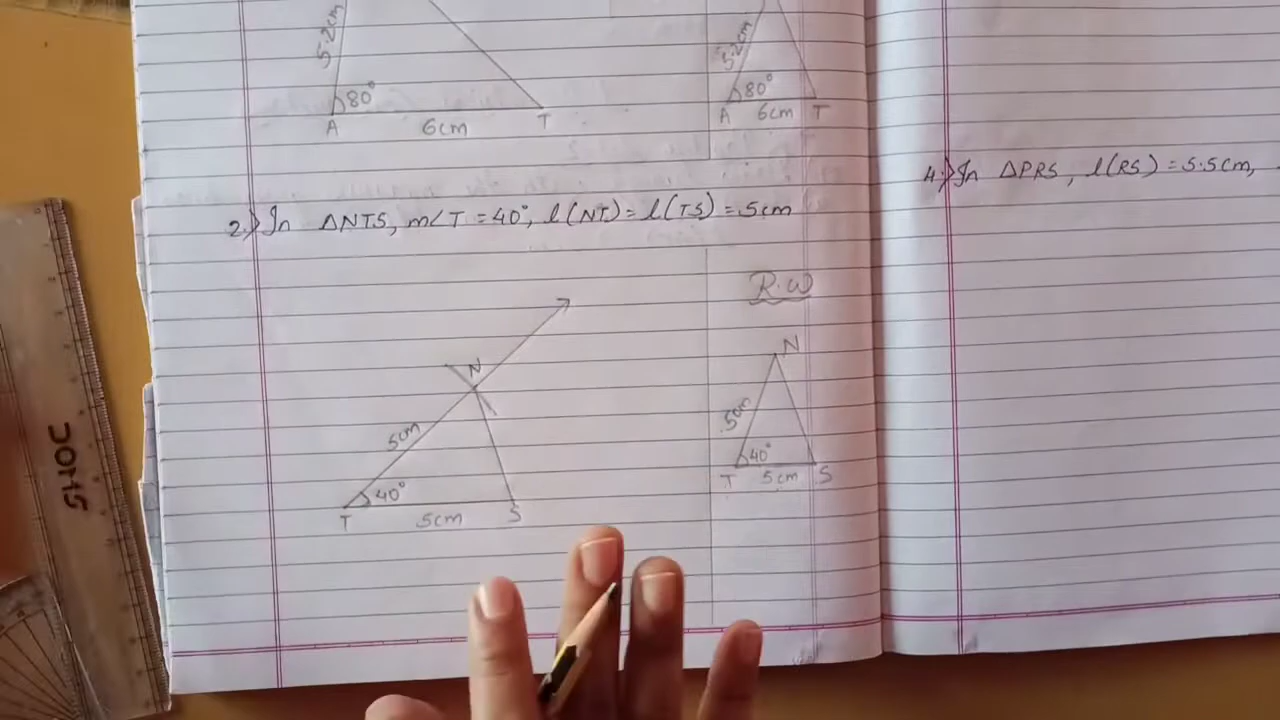 5.2cm
80°
A
6cm
T
5.2cm
80°
A
6cm
T
2.) In ΔNTS, m∠T = 40°, l(NT) = l(TS) = 5cm
N
5cm
40°
T
5cm
S
R.W
N
5cm
40°
T
5cm
S
4.) In ΔPRS, l(RS) = 5.5cm,